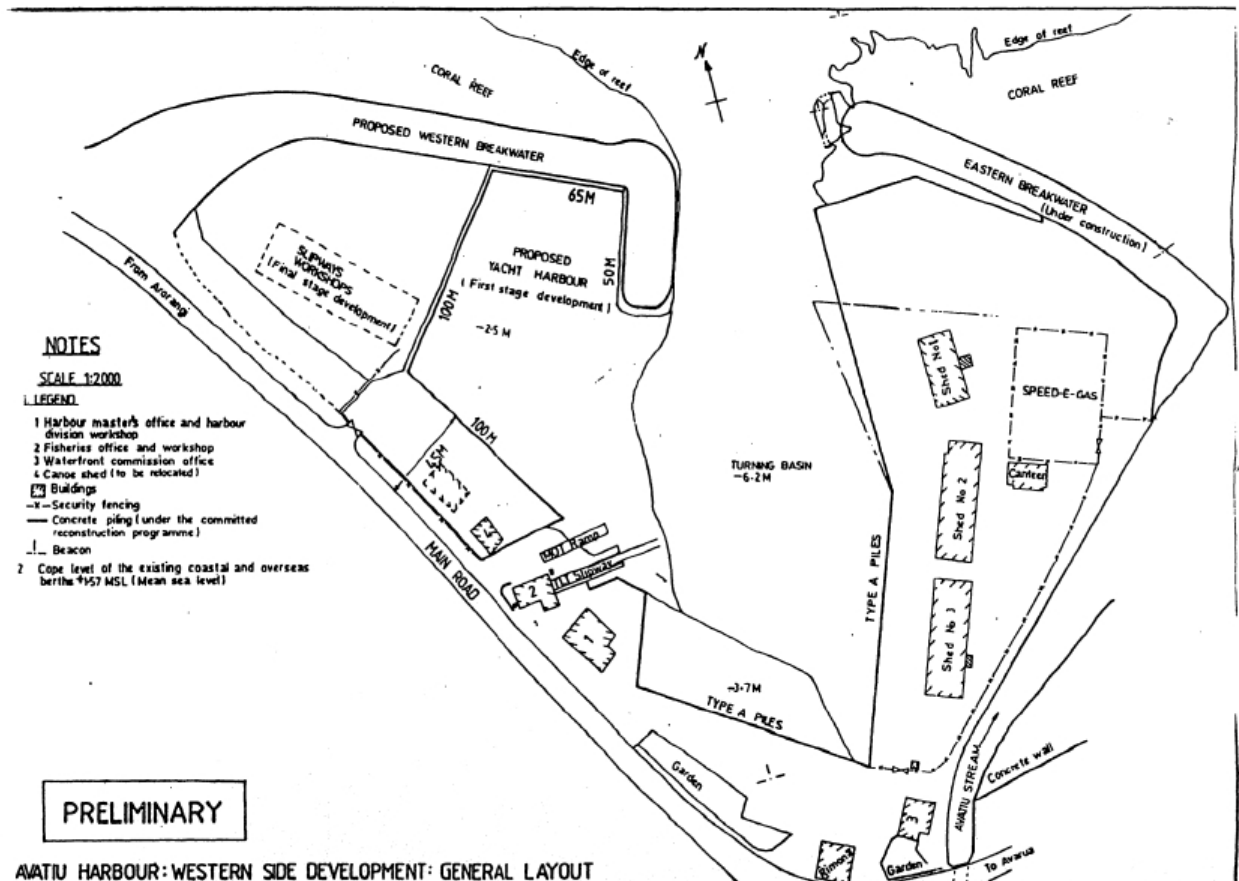 Edge of reef
N
Edge of reef
CORAL REEF
CORAL REEF
PROPOSED WESTERN BREAKWATER
EASTERN BREAKWATER
(Under construction)
65M
SLIPWAYS
WORKSHOPS
(Final stage development)
PROPOSED
YACHT HARBOUR
(First stage development)
50M
100M
-2.5 M
From Arorangi
NOTES
SCALE 1:2000
1. LEGEND
1 Harbour master's office and harbour
division workshop
2 Fisheries office and workshop
3 Waterfront commission office
4 Canoe shed (to be relocated)
Buildings
-x- Security fencing
Concrete piling (under the committed
reconstruction programme)
Beacon
2 Cope level of the existing coastal and overseas
berths +1.57 MSL (Mean sea level)
Shed No1
SPEED-E-GAS
100M
45M
TURNING BASIN
-6.2M
Canteen
Shed No 2
4
MOT Ramp
TLT Slipway
MAIN ROAD
2
TYPE A PILES
1
Shed No 3
-3.7M
TYPE A PILES
Garden
AVATIU STREAM
Concrete wall
3
Garden
To Avarua
PRELIMINARY
AVATIU HARBOUR: WESTERN SIDE DEVELOPMENT: GENERAL LAYOUT